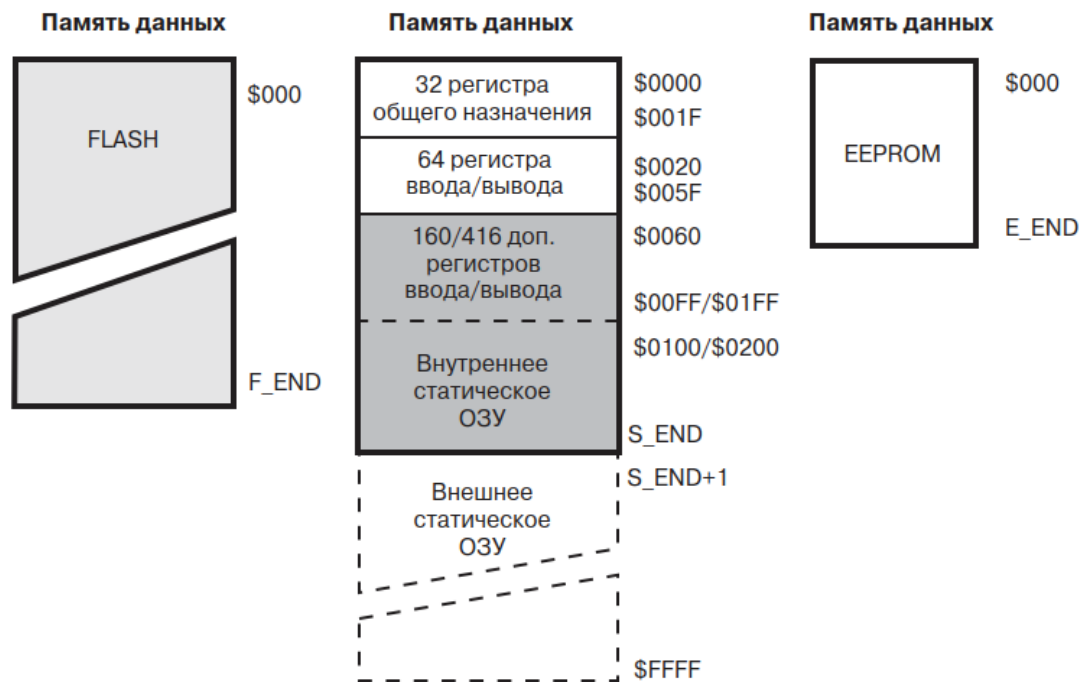 Память данных
FLASH
$000
F_END
Память данных
32 регистра
общего назначения
$0000
$001F
64 регистра
ввода/вывода
$0020
$005F
160/416 доп.
регистров
ввода/вывода
$0060
$00FF/$01FF
Внутреннее
статическое
ОЗУ
$0100/$0200
S_END
Внешнее
статическое
ОЗУ
S_END+1
$FFFF
Память данных
EEPROM
$000
E_END